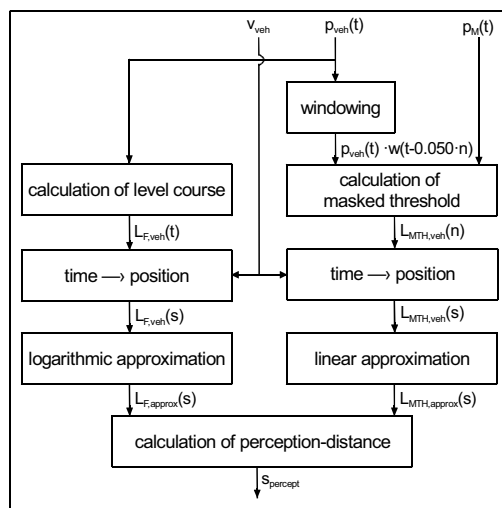 v_veh p_veh(t) p_M(t)
windowing
p_veh(t) ·w(t-0.050·n)
calculation of level course
calculation of
masked threshold
L_F,veh(t) L_MTH,veh(n)
time → position time → position
L_F,veh(s) L_MTH,veh(s)
logarithmic approximation linear approximation
L_F,approx(s) L_MTH,approx(s)
calculation of perception-distance
s_percept